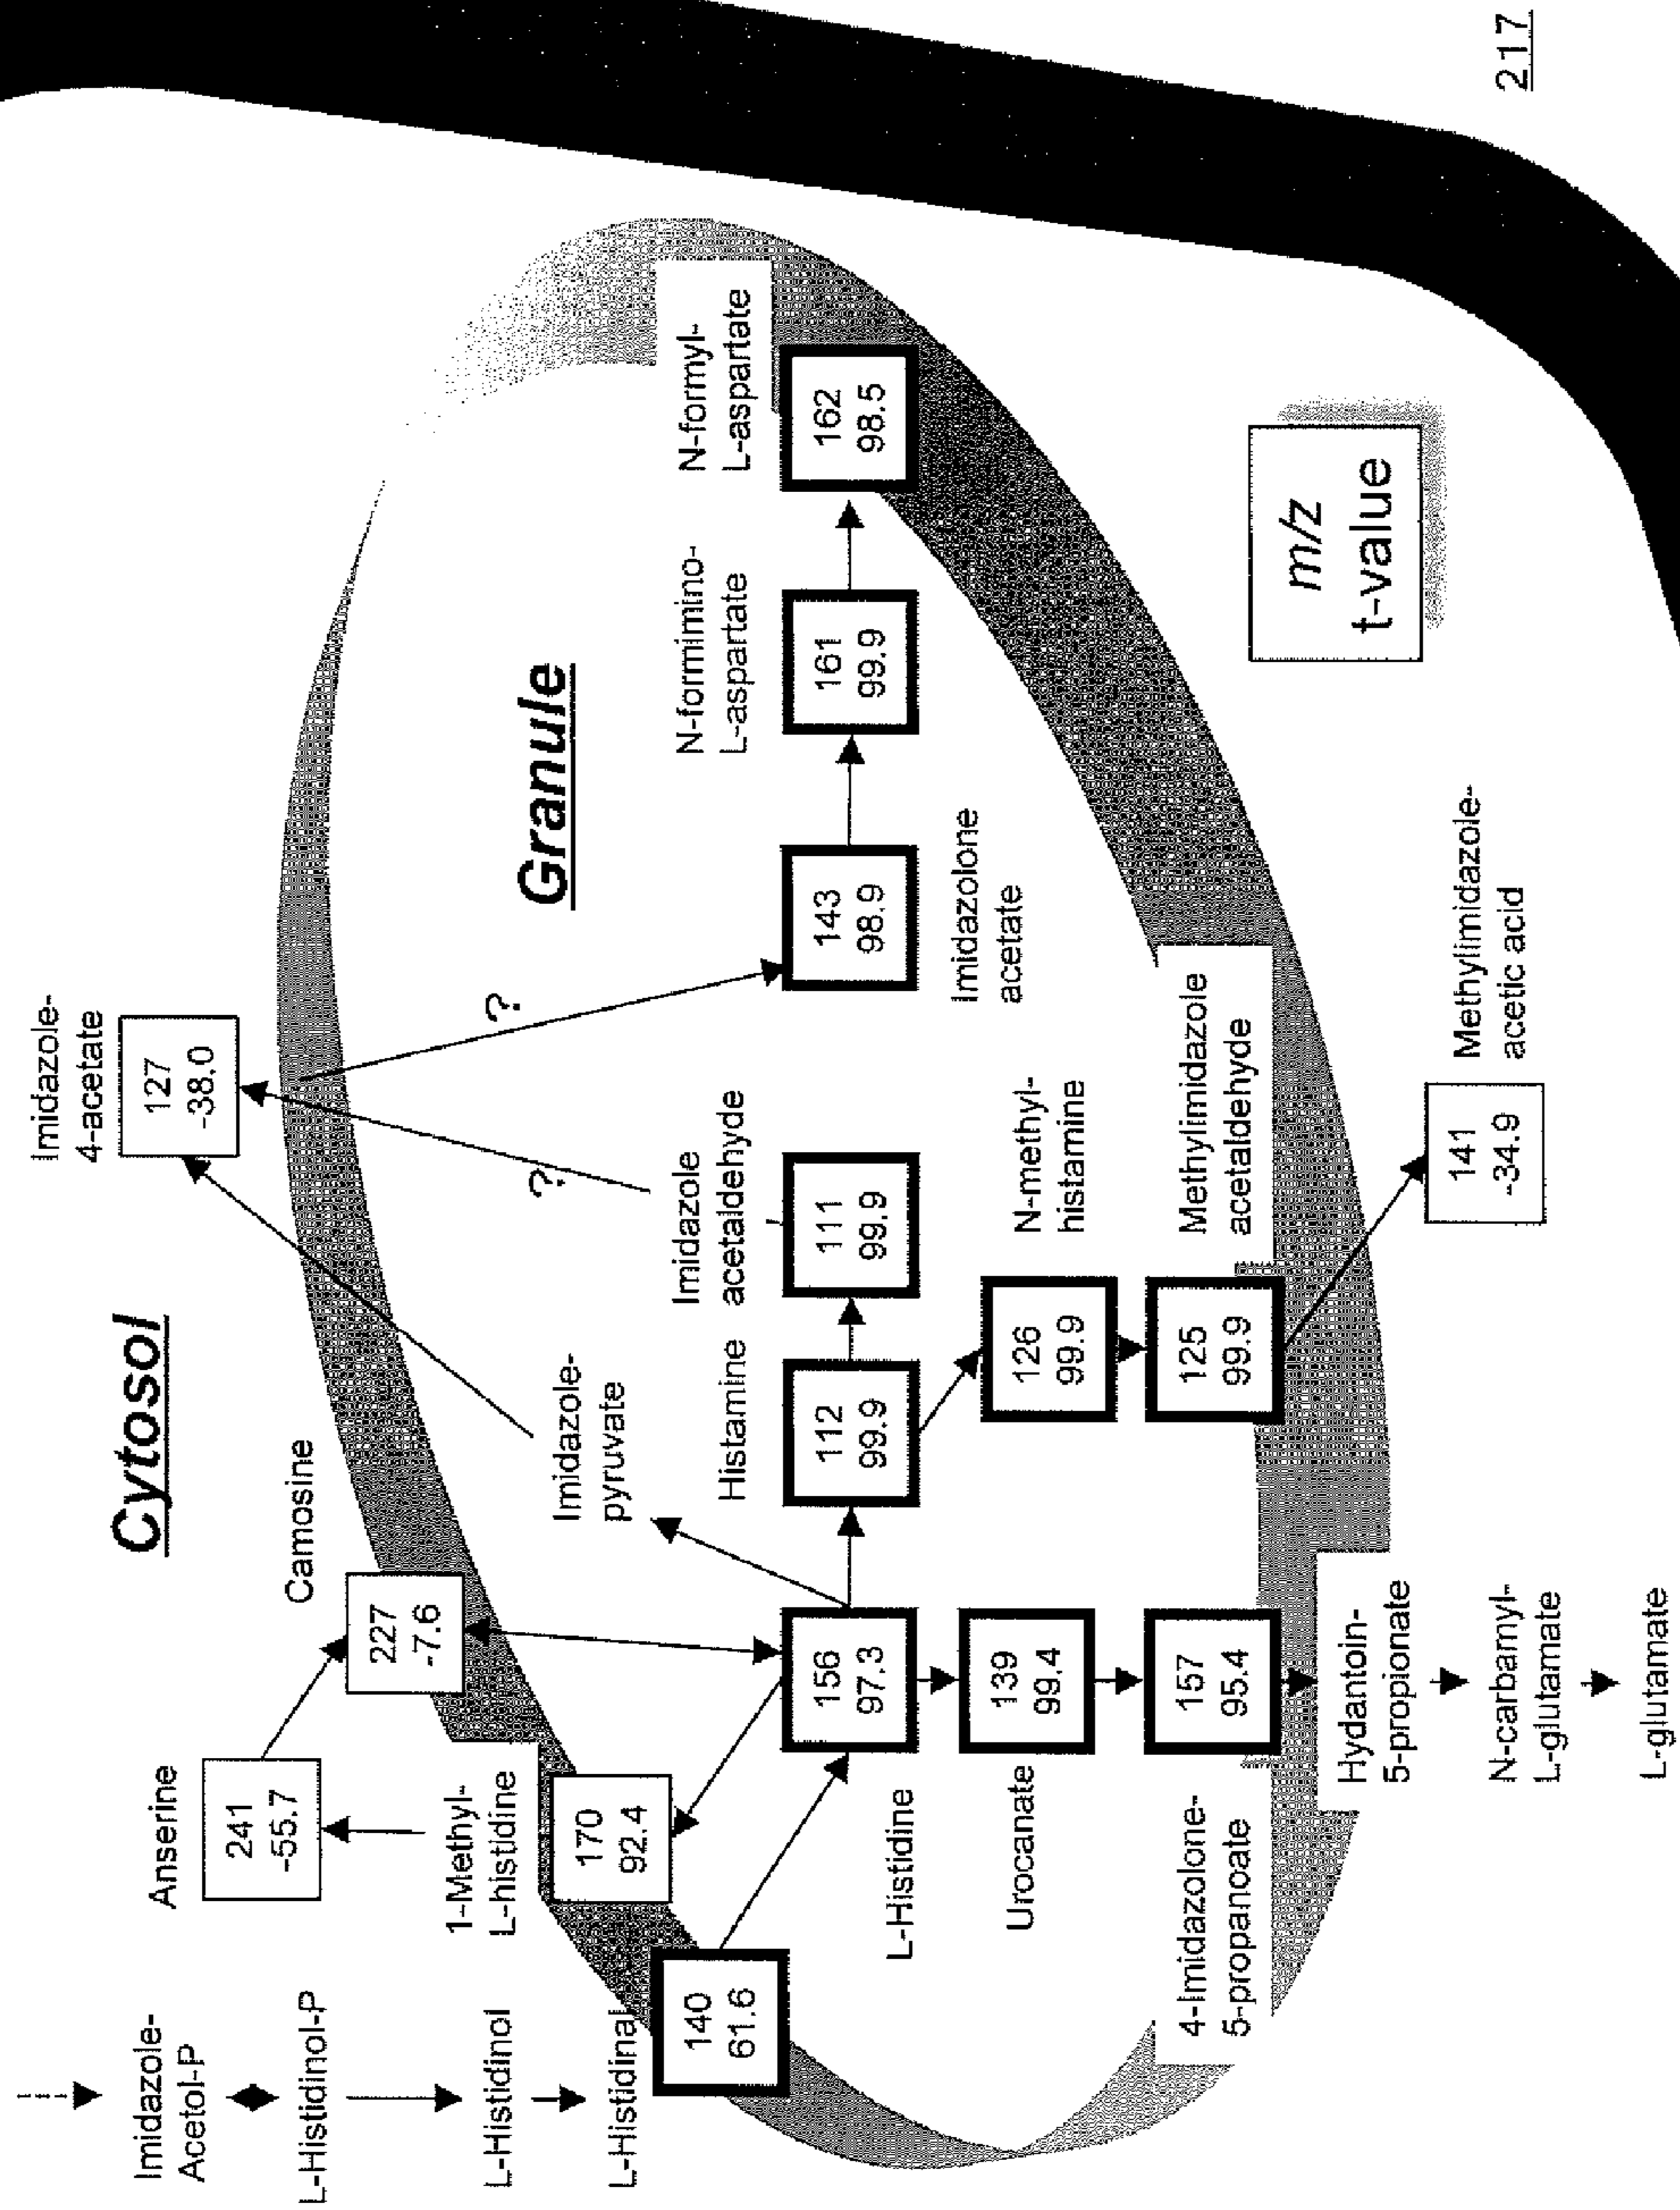 Imidazole-
Acetol-P
L-Histidinol-P
L-Histidinol
L-Histidinal
140
61.6
Anserine
241
-55.7
1-Methyl-
L-histidine
170
92.4
Carnosine
227
-7.6
Cytosol
Imidazole-
4-acetate
127
-38.0
Imidazole-
pyruvate
?
?
Granule
L-Histidine
156
97.3
Histamine
112
99.9
Imidazole
acetaldehyde
111
99.9
143
98.9
Imidazolone
acetate
N-formimino-
L-aspartate
161
99.9
N-formyl-
L-aspartate
162
98.5
Urocanate
139
99.4
N-methyl-
histamine
126
99.9
4-Imidazolone-
5-propanoate
157
95.4
Methylimidazole
acetaldehyde
125
99.9
Hydantoin-
5-propionate
N-carbamyl-
L-glutamate
L-glutamate
141
-34.9
Methylimidazole-
acetic acid
m/z
t-value
217